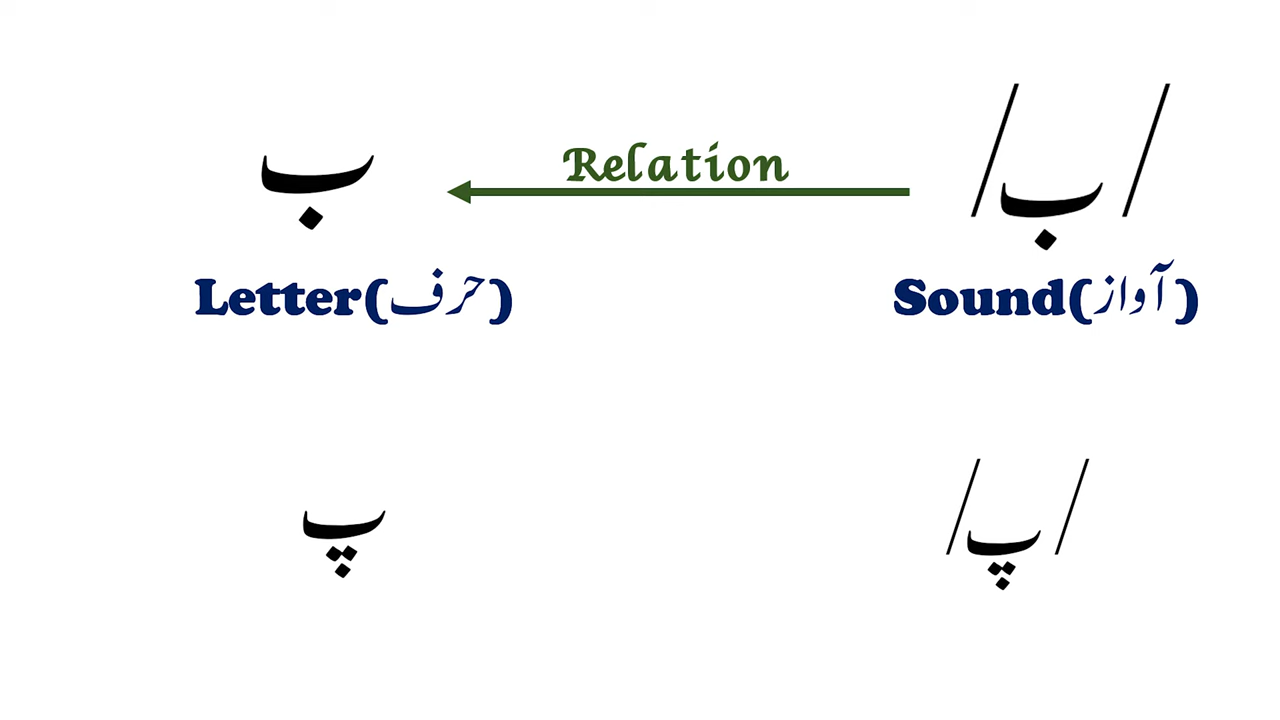 ب Relation /ب/
Letter(حرف) Sound(آواز)
پ /پ/